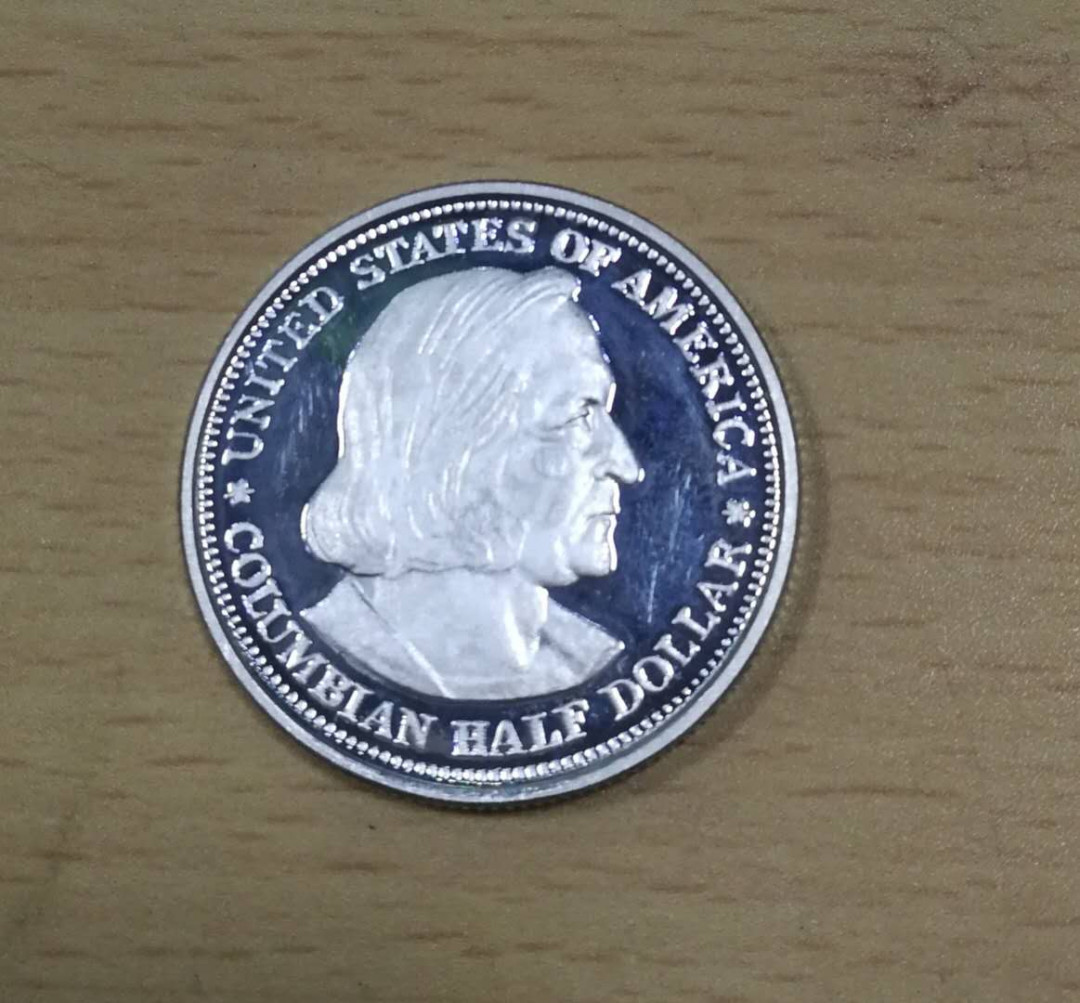 UNITED STATES OF AMERICA
* COLUMBIAN HALF DOLLAR *